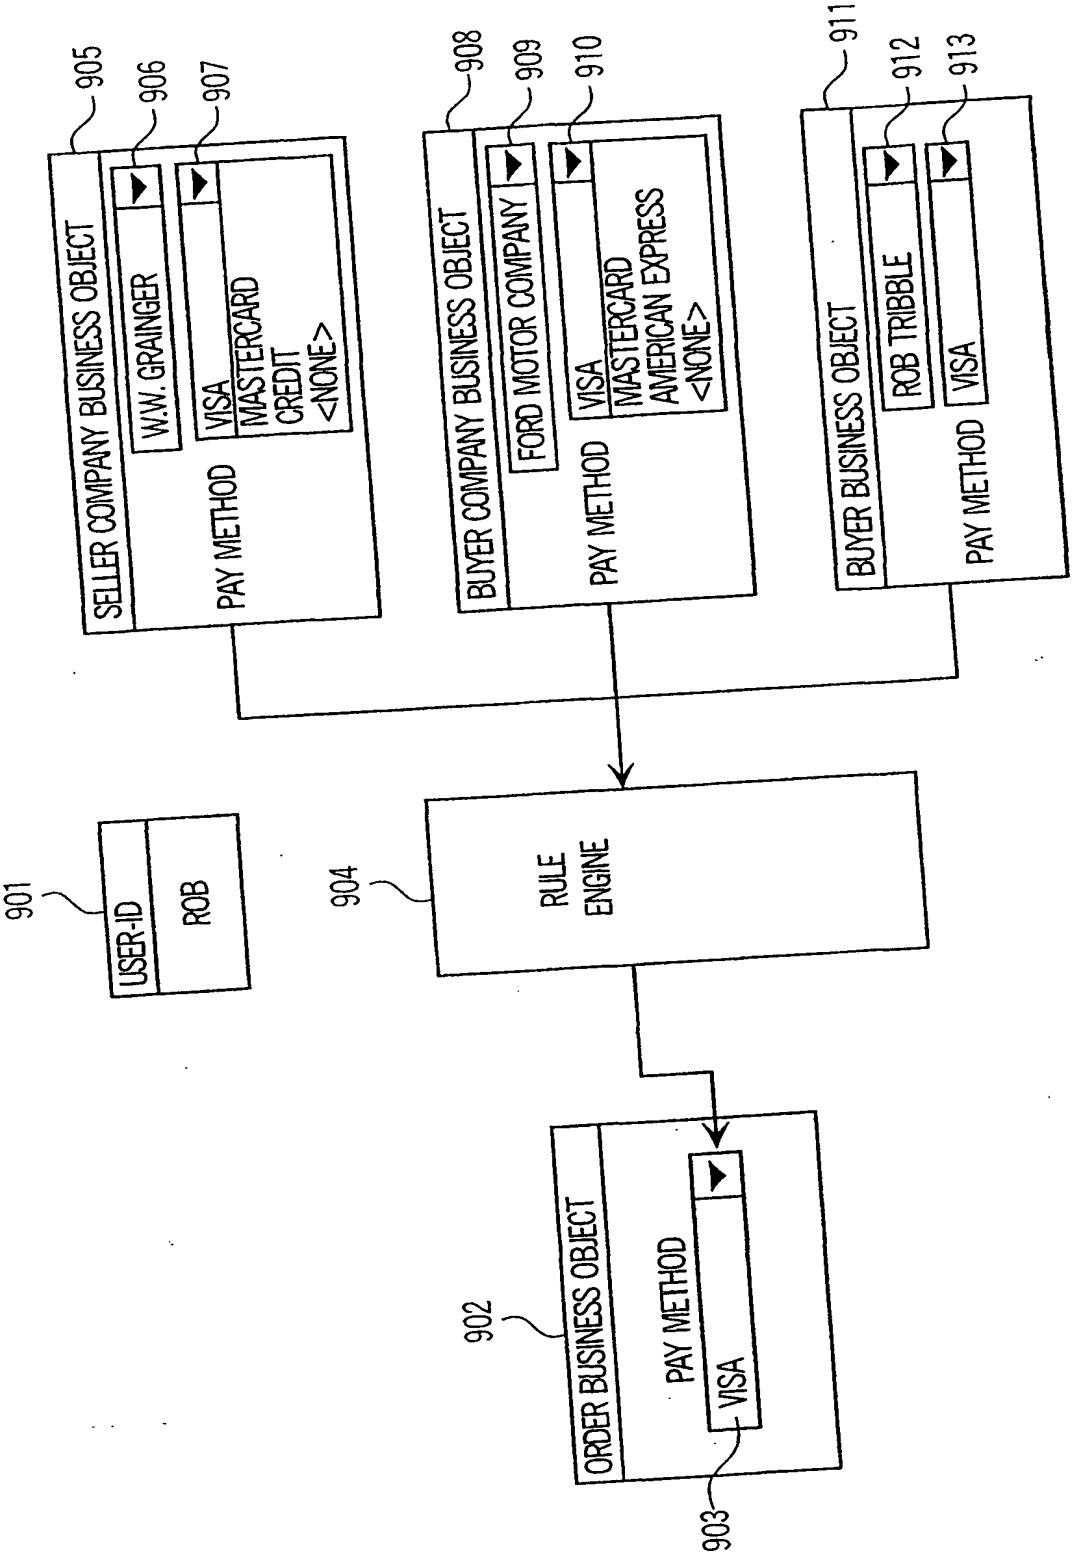 901
USER-ID
ROB
902
ORDER BUSINESS OBJECT
PAY METHOD
VISA
903
904
RULE
ENGINE
905
SELLER COMPANY BUSINESS OBJECT
906
W.W. GRAINGER
907
PAY METHOD
VISA
MASTERCARD
CREDIT
<NONE>
908
BUYER COMPANY BUSINESS OBJECT
909
FORD MOTOR COMPANY
910
PAY METHOD
VISA
MASTERCARD
AMERICAN EXPRESS
<NONE>
911
BUYER BUSINESS OBJECT
912
ROB TRIBBLE
913
PAY METHOD
VISA